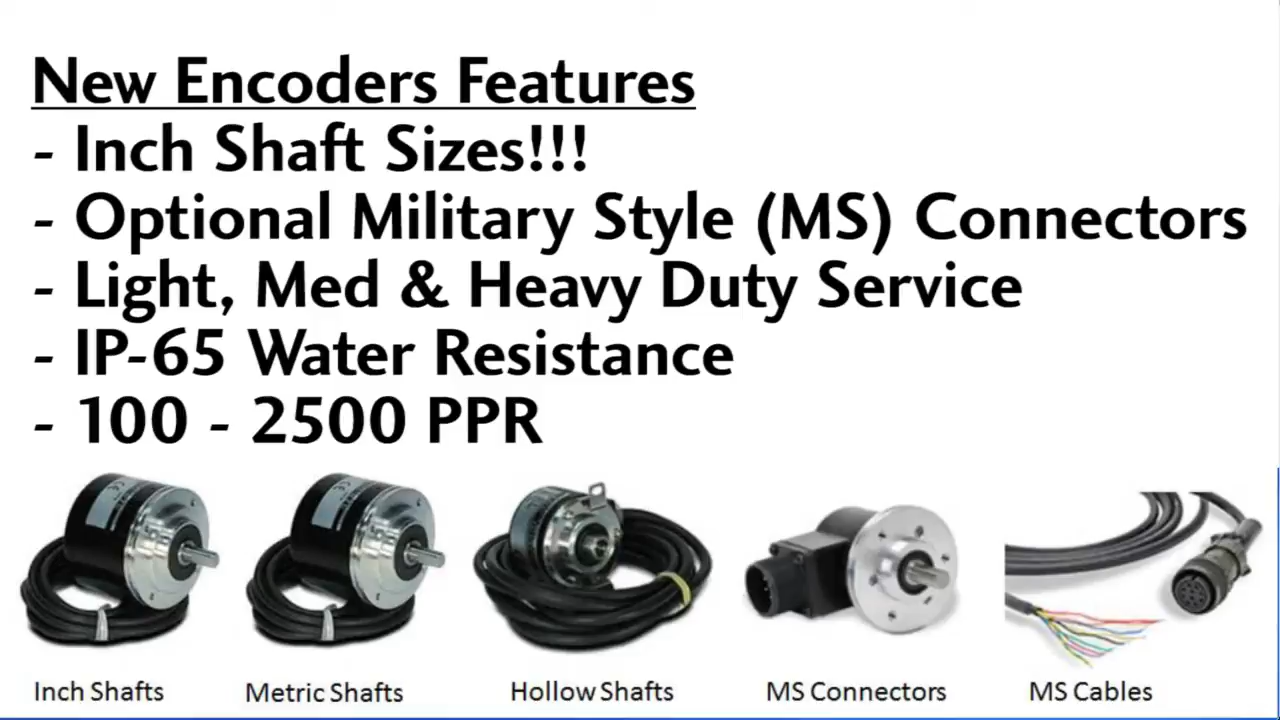 New Encoders Features
- Inch Shaft Sizes!!!
- Optional Military Style (MS) Connectors
- Light, Med & Heavy Duty Service
- IP-65 Water Resistance
- 100 - 2500 PPR
Inch Shafts
Metric Shafts
Hollow Shafts
MS Connectors
MS Cables